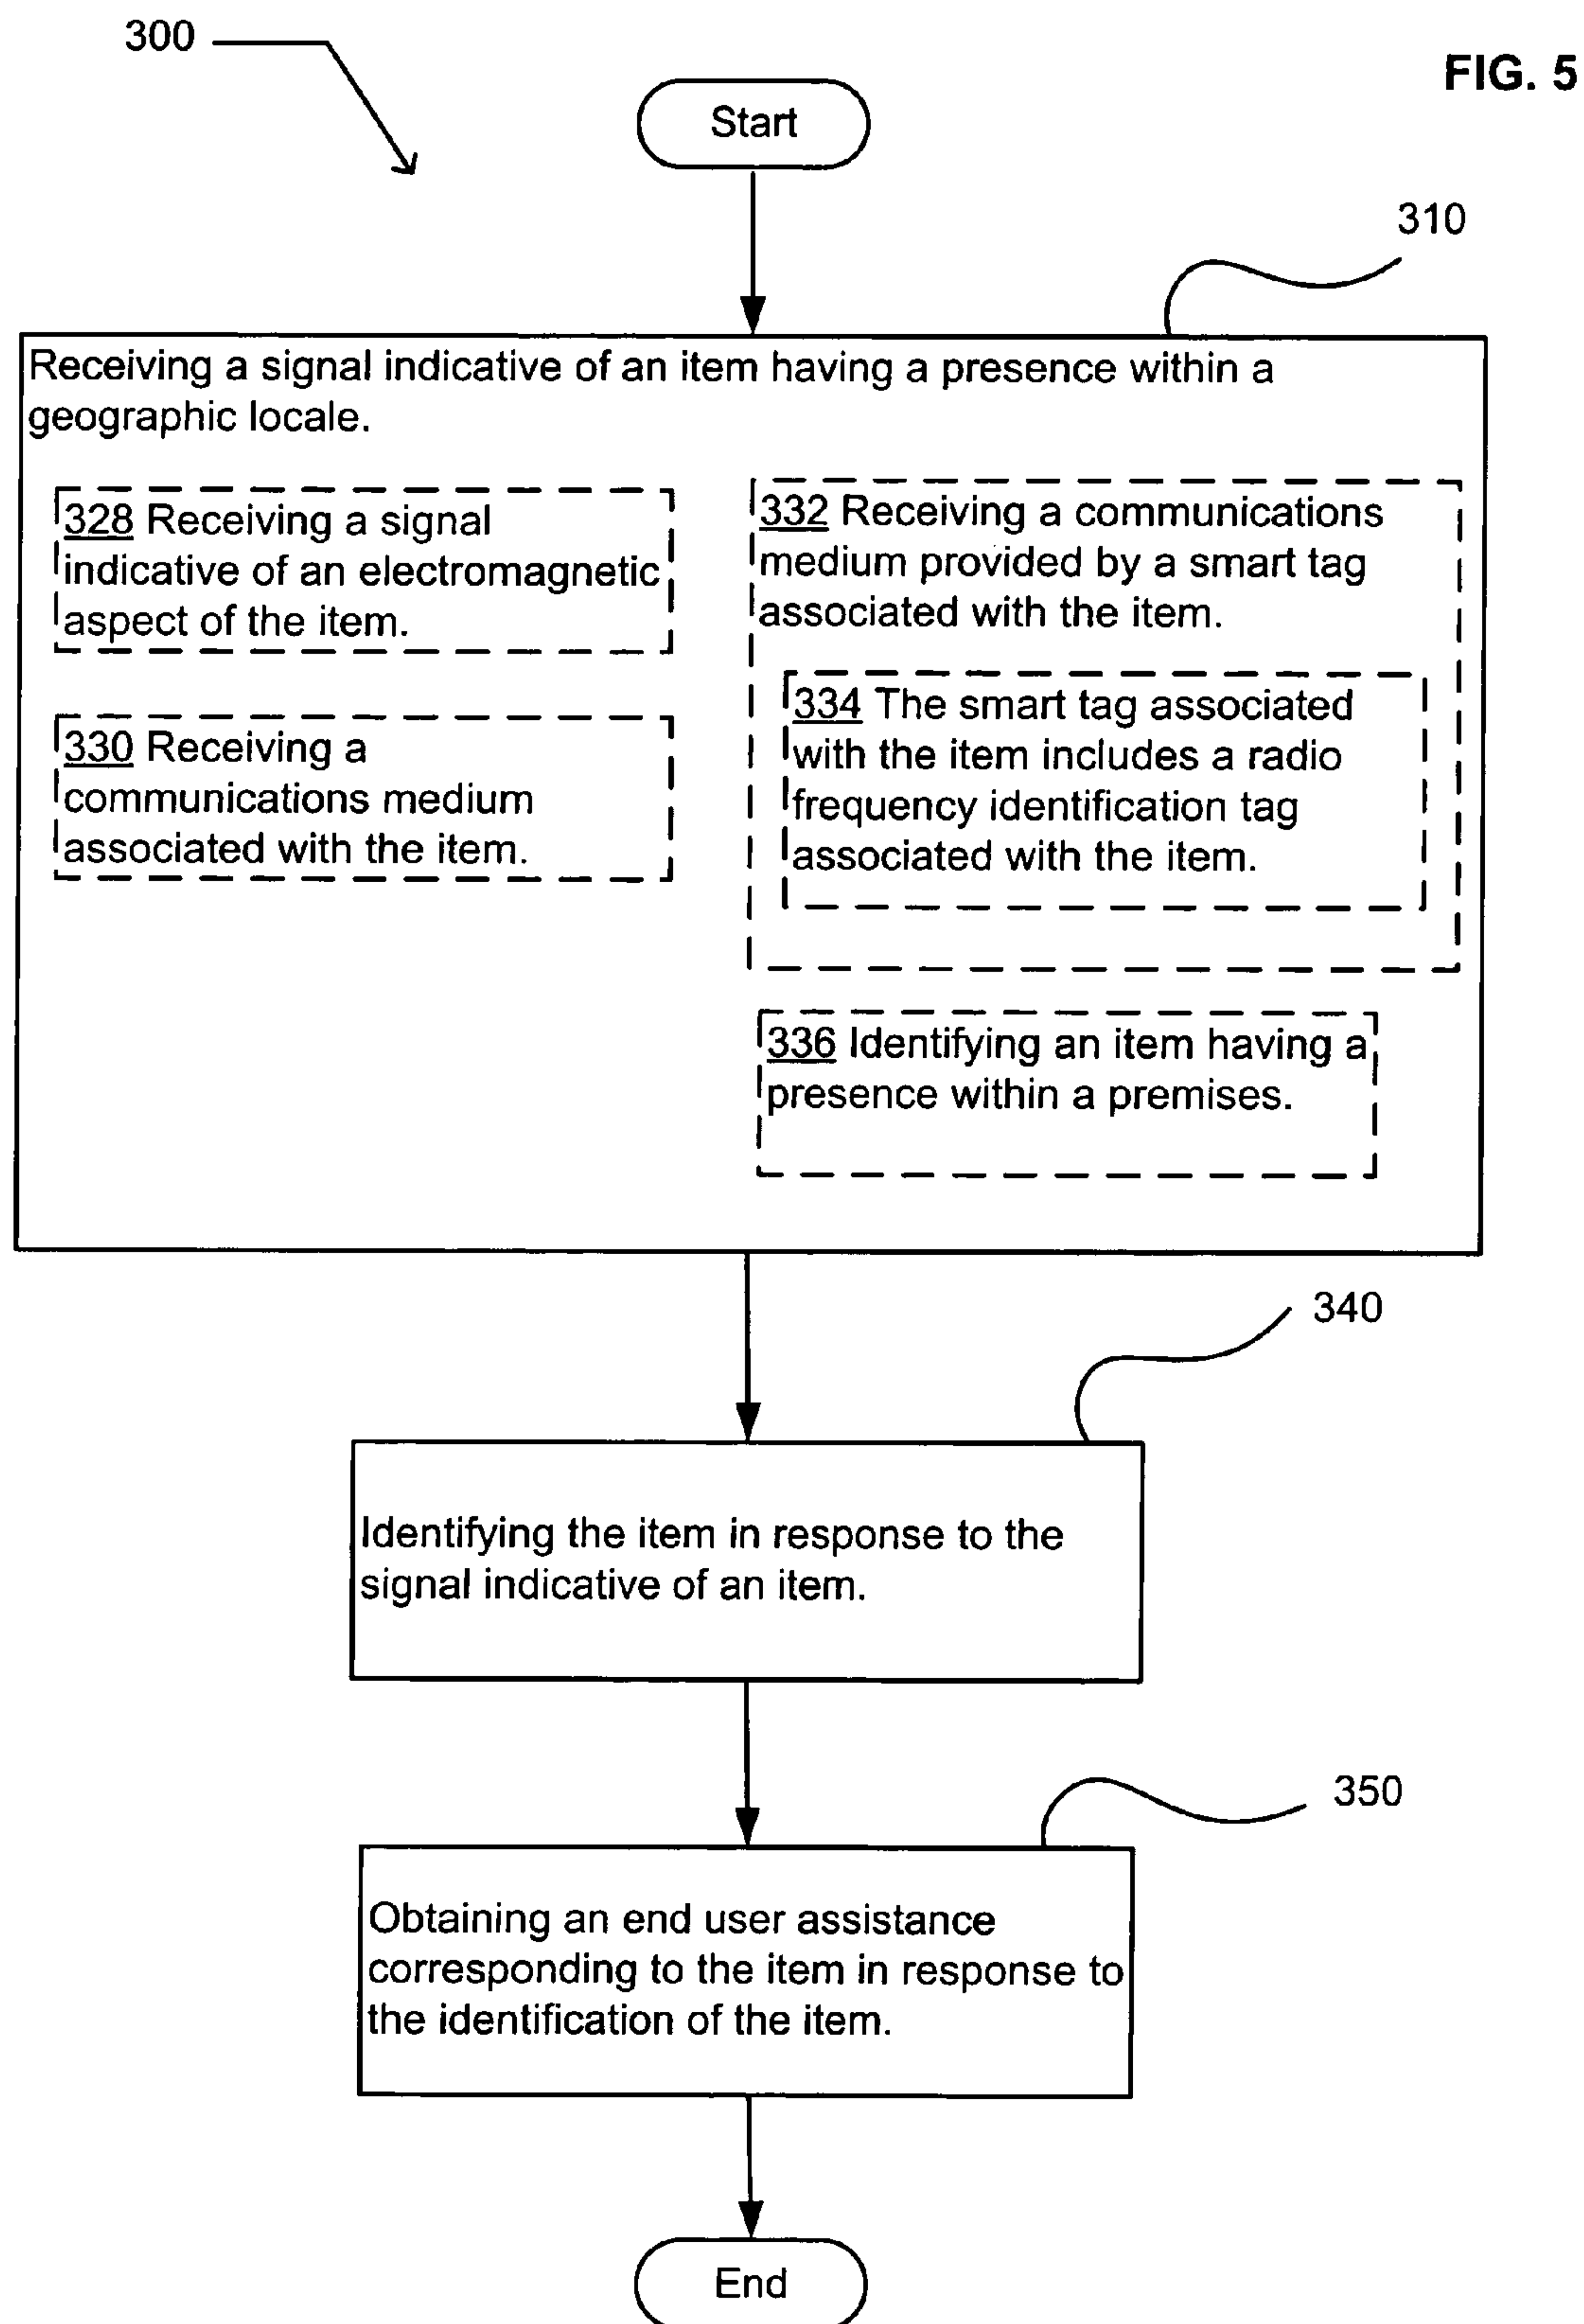 300
FIG. 5
Start
310
Receiving a signal indicative of an item having a presence within a
geographic locale.
328 Receiving a signal
indicative of an electromagnetic
aspect of the item.
330 Receiving a
communications medium
associated with the item.
332 Receiving a communications
medium provided by a smart tag
associated with the item.
334 The smart tag associated
with the item includes a radio
frequency identification tag
associated with the item.
336 Identifying an item having a
presence within a premises.
340
Identifying the item in response to the
signal indicative of an item.
350
Obtaining an end user assistance
corresponding to the item in response to
the identification of the item.
End